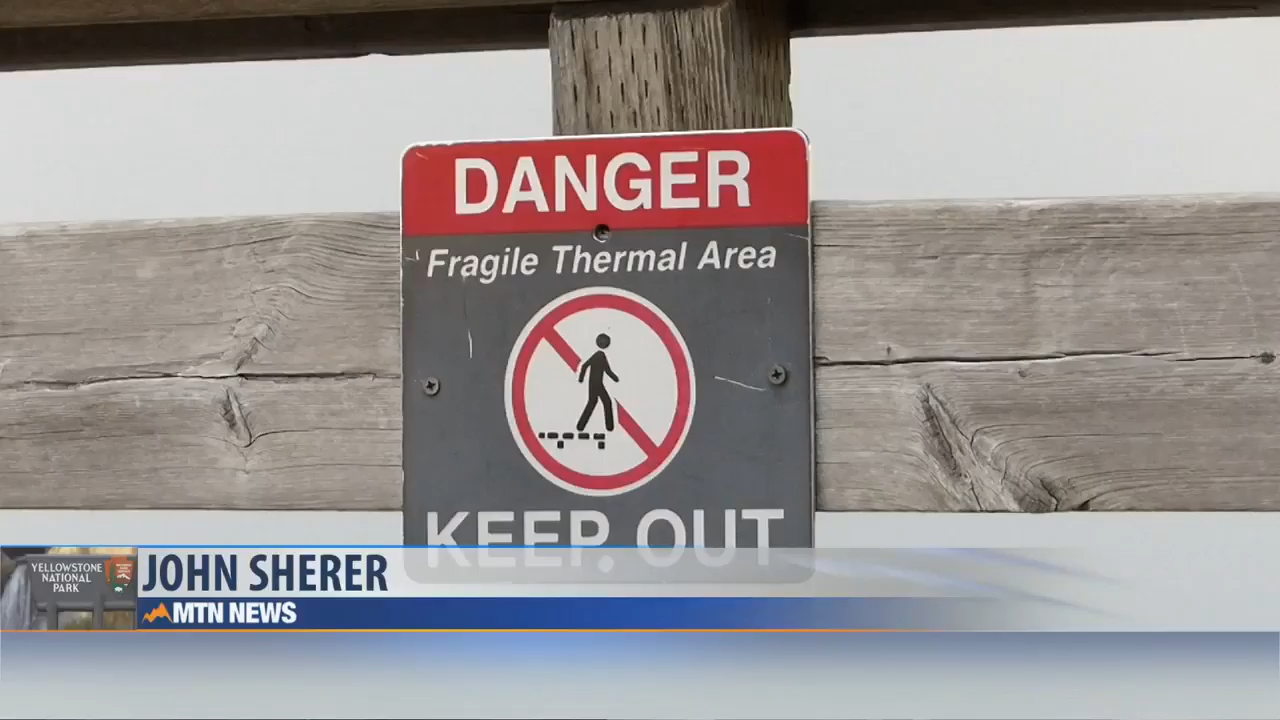 DANGER
Fragile Thermal Area
KEEP OUT
YELLOWSTONE
NATIONAL
PARK
JOHN SHERER
MTN NEWS